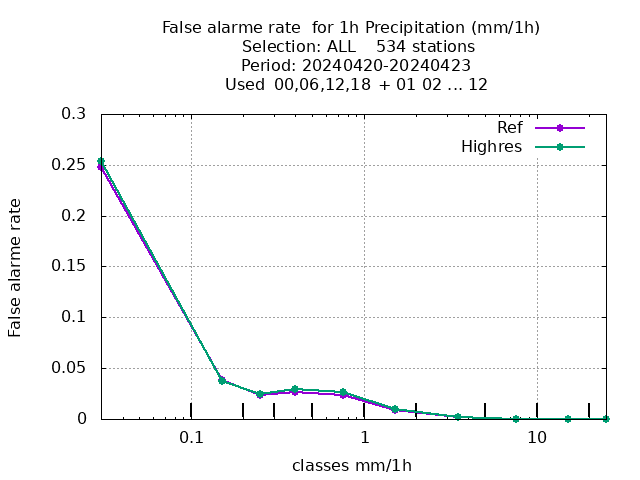 False alarme rate  for 1h Precipitation (mm/1h)
Selection: ALL    534 stations
Period: 20240420-20240423
Used  00,06,12,18 + 01 02 ... 12
0.3
0.25
0.2
0.15
0.1
0.05
0
False alarme rate
Ref
Highres
0.1
1
10
classes mm/1h